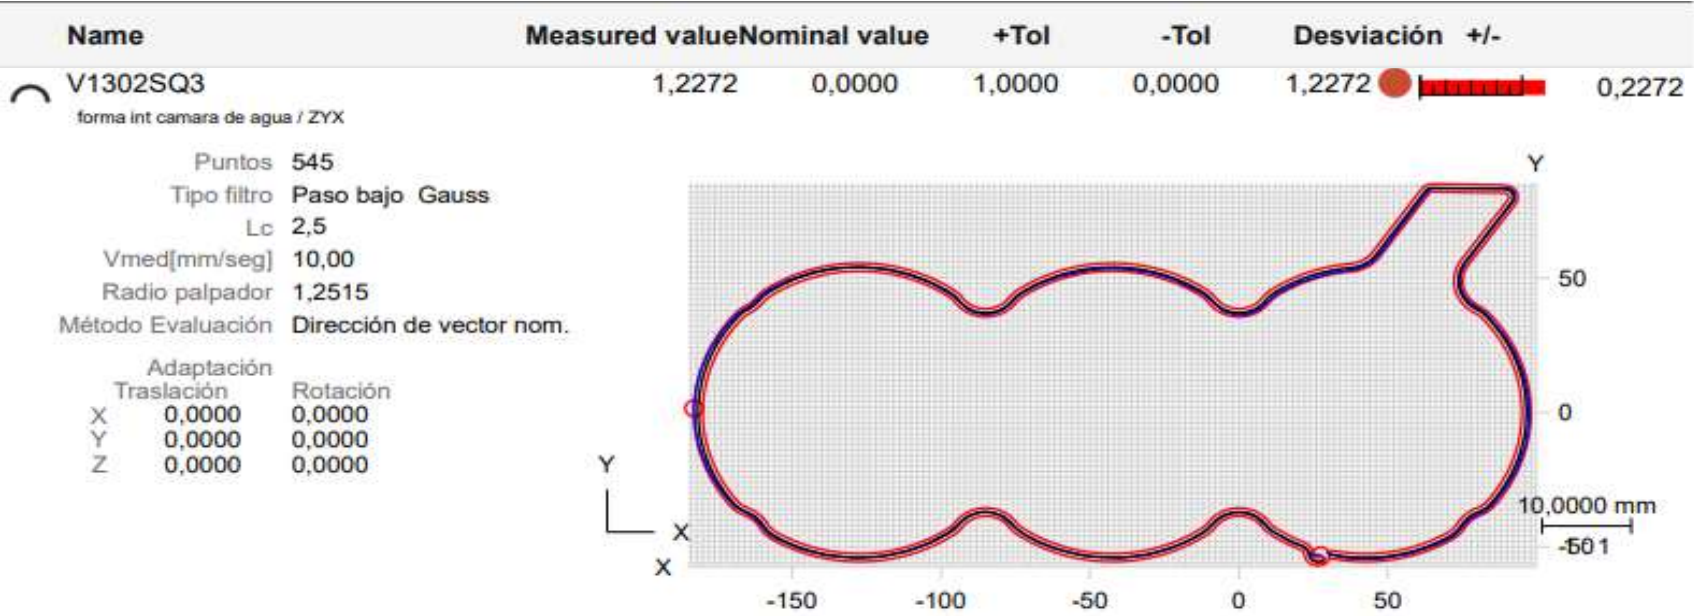 Name Measured valueNominal value +Tol -Tol Desviación +/-
V1302SQ3 1,2272 0,0000 1,0000 0,0000 1,2272 0,2272
forma int camara de agua / ZYX
Puntos 545
Tipo filtro Paso bajo Gauss
Lc 2,5
Vmed[mm/seg] 10,00
Radio palpador 1,2515
Método Evaluación Dirección de vector nom.
Adaptación
Traslación Rotación
X 0,0000 0,0000
Y 0,0000 0,0000
Z 0,0000 0,0000
Y
50
0
10,0000 mm
Y
X
X
-150 -100 -50 0 50